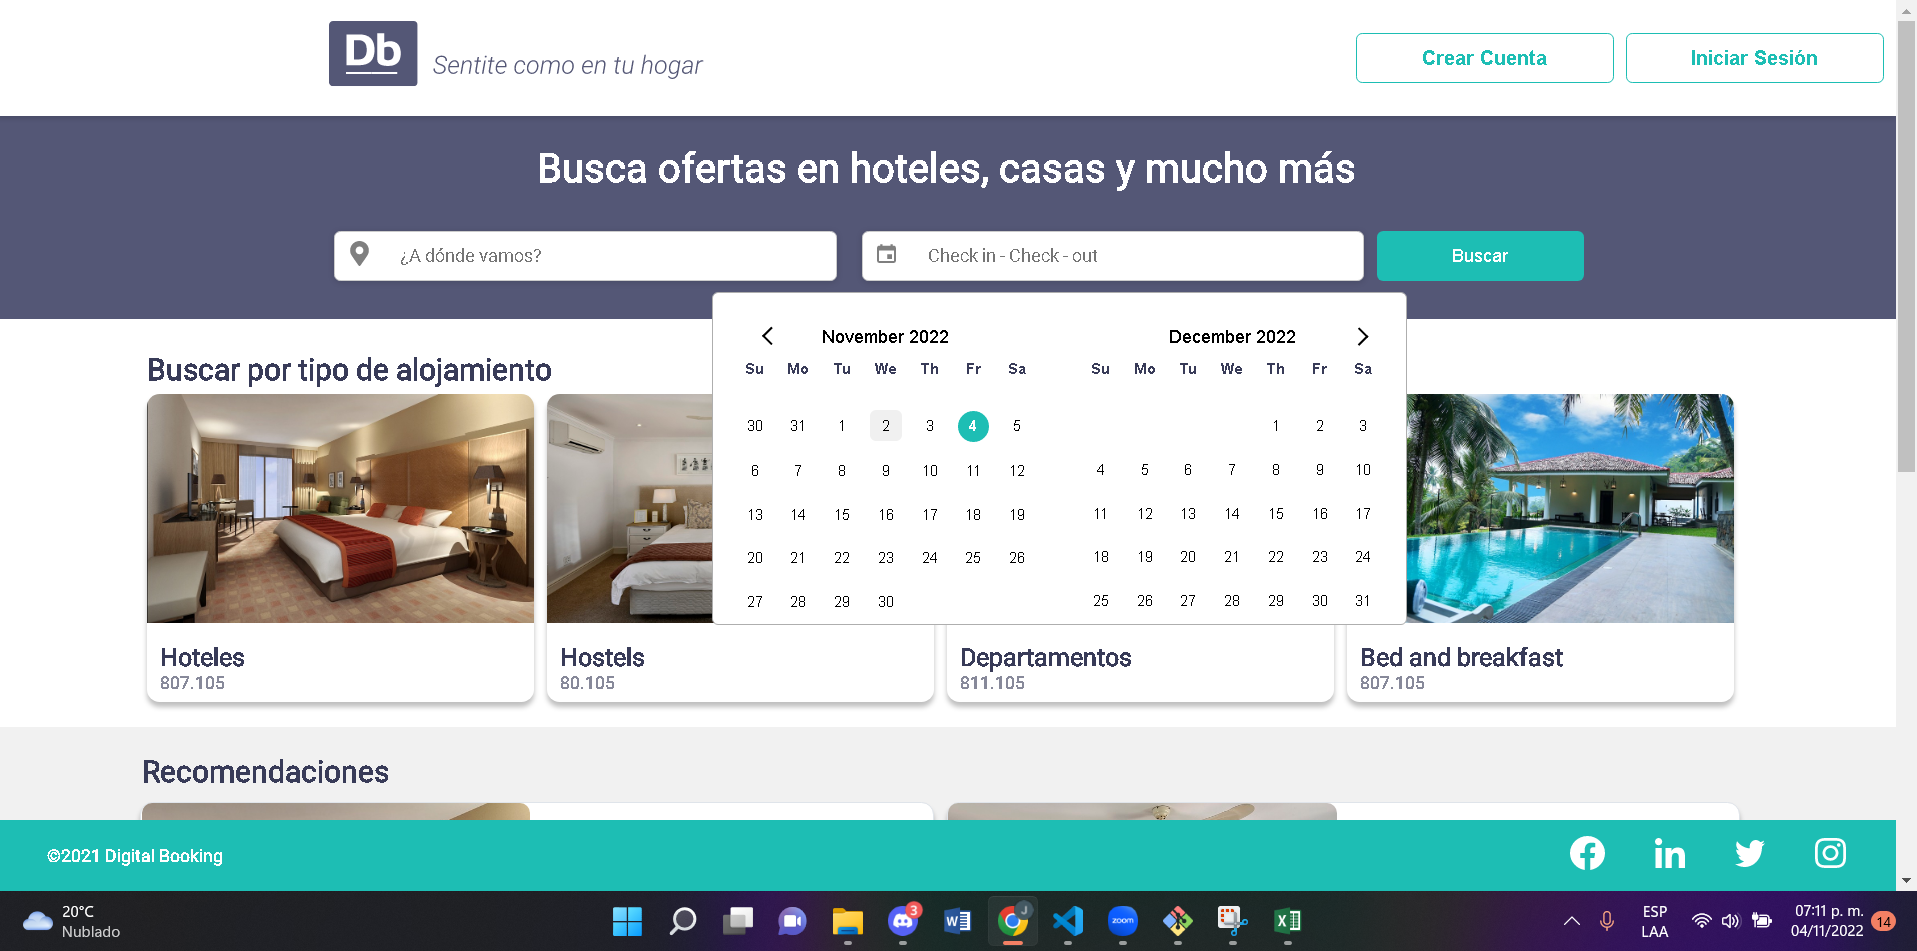 Db Sentite como en tu hogar
Crear Cuenta Iniciar Sesión
Busca ofertas en hoteles, casas y mucho más
¿A dónde vamos? Check in - Check - out Buscar
November 2022 December 2022
Su Mo Tu We Th Fr Sa Su Mo Tu We Th Fr Sa
Buscar por tipo de alojamiento
30 31 1 2 3 4 5 1 2 3
6 7 8 9 10 11 12 4 5 6 7 8 9 10
13 14 15 16 17 18 19 11 12 13 14 15 16 17
20 21 22 23 24 25 26 18 19 20 21 22 23 24
27 28 29 30 25 26 27 28 29 30 31
Hoteles Hostels Departamentos Bed and breakfast
807.105 80.105 811.105 807.105
Recomendaciones
©2021 Digital Booking
20°C
Nublado
3
J
zoom
ESP
LAA
07:11 p. m.
04/11/2022
14